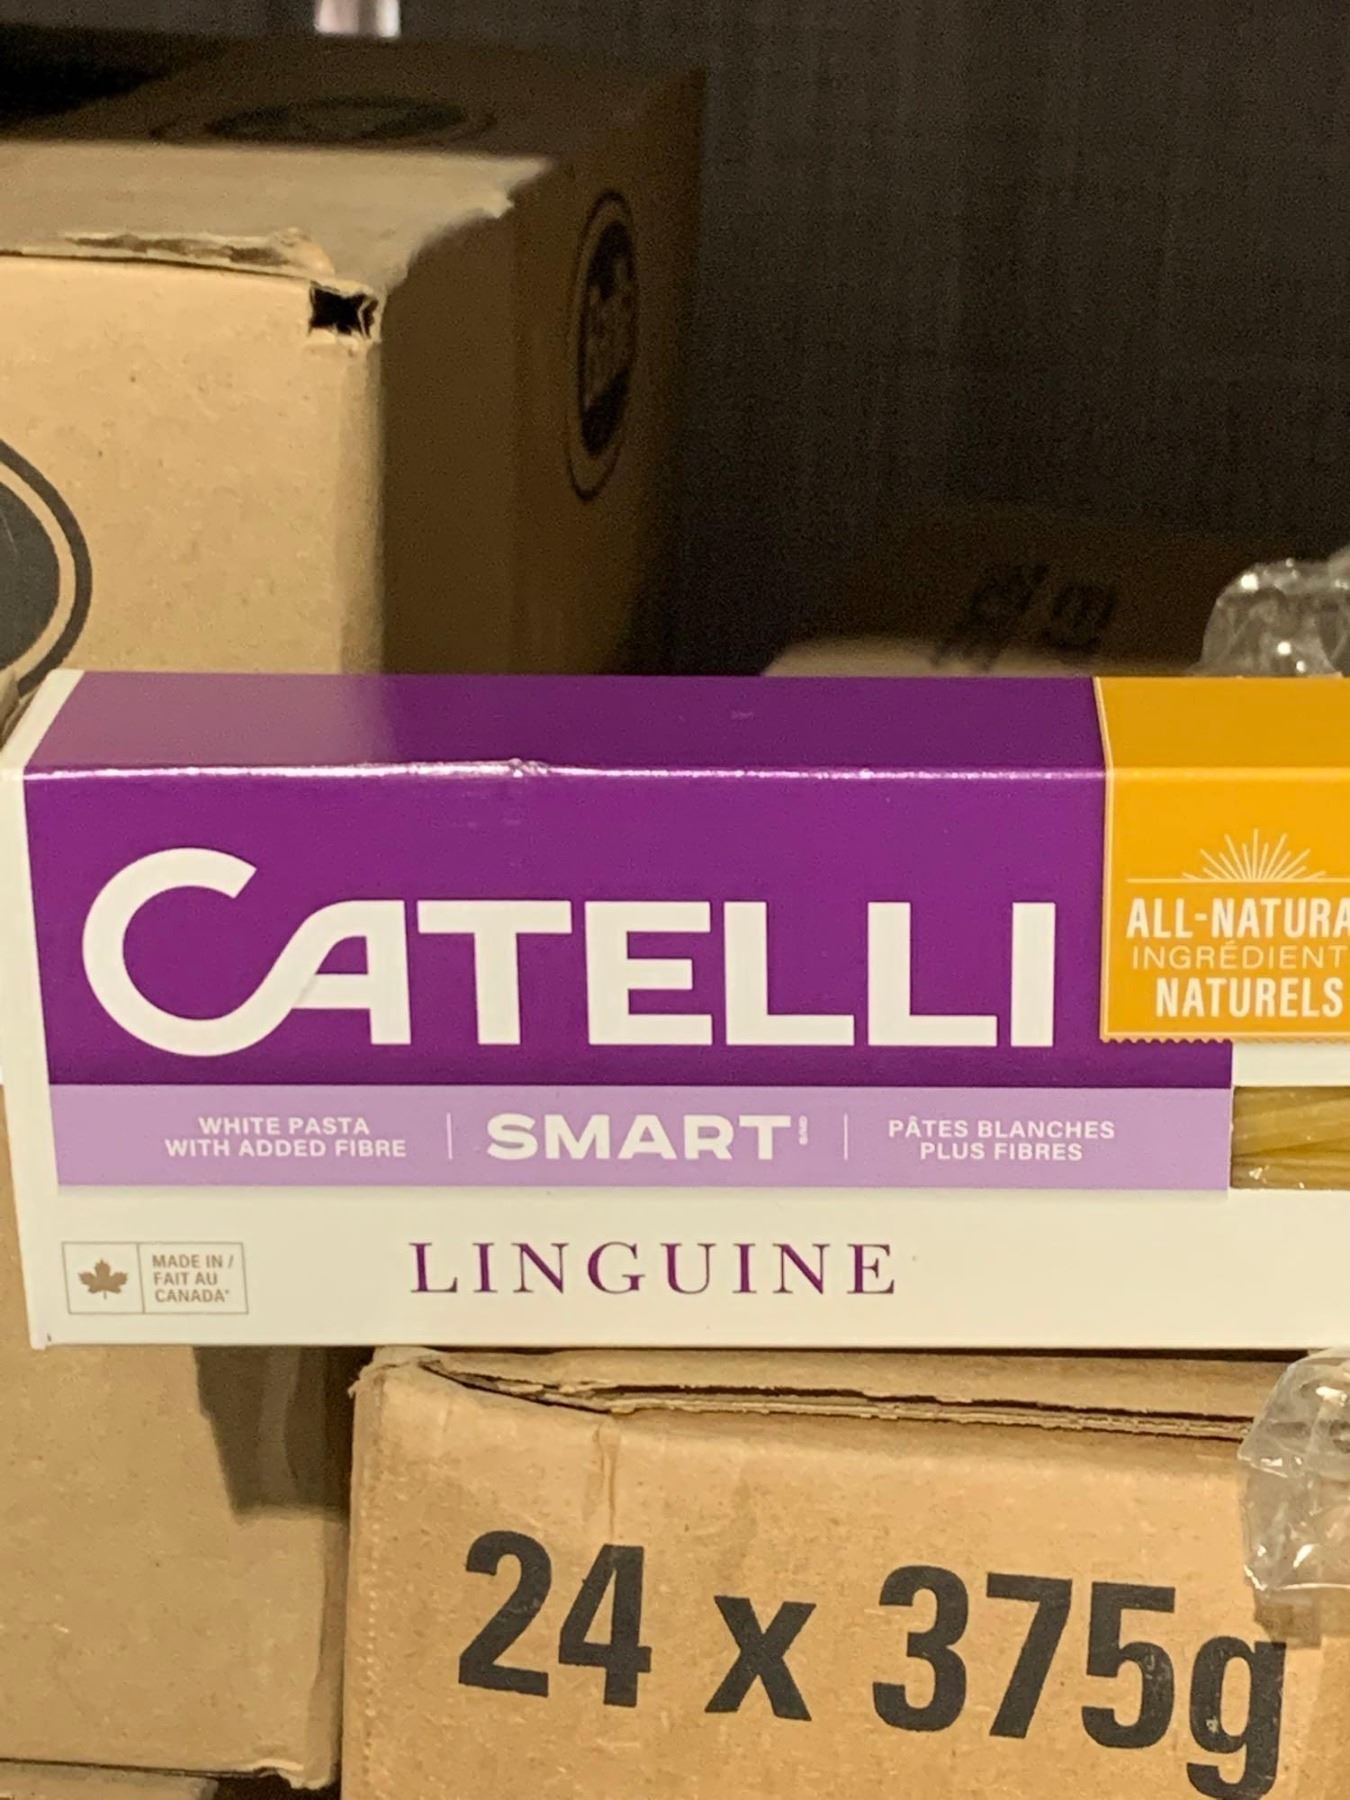 CATELLI
ALL-NATURA
INGRÉDIENT
NATURELS
WHITE PASTA
WITH ADDED FIBRE
SMART
PÂTES BLANCHES
PLUS FIBRES
MADE IN /
FAIT AU
CANADA*
LINGUINE
24 x 375g